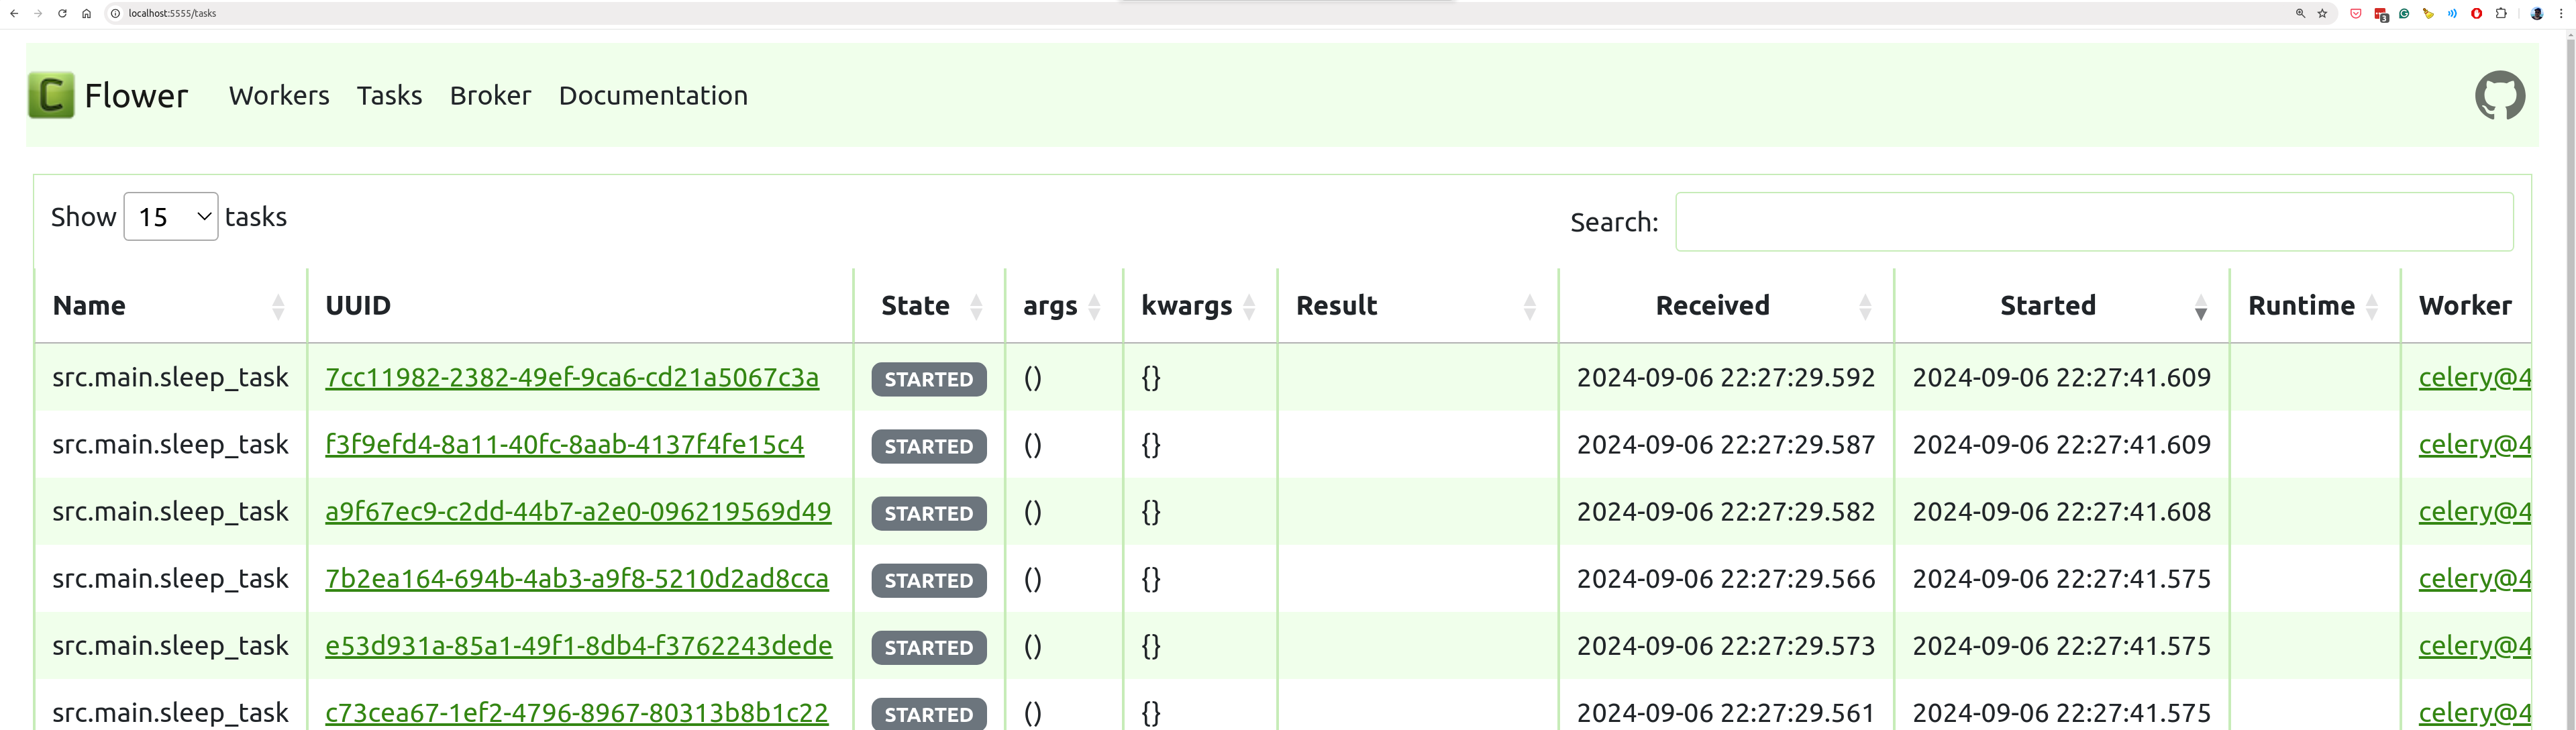 localhost:5555/tasks
3
C Flower Workers Tasks Broker Documentation
Show 15 tasks Search:
Name UUID State args kwargs Result Received Started Runtime Worker
src.main.sleep_task 7cc11982-2382-49ef-9ca6-cd21a5067c3a STARTED () {} 2024-09-06 22:27:29.592 2024-09-06 22:27:41.609 celery@4
src.main.sleep_task f3f9efd4-8a11-40fc-8aab-4137f4fe15c4 STARTED () {} 2024-09-06 22:27:29.587 2024-09-06 22:27:41.609 celery@4
src.main.sleep_task a9f67ec9-c2dd-44b7-a2e0-096219569d49 STARTED () {} 2024-09-06 22:27:29.582 2024-09-06 22:27:41.608 celery@4
src.main.sleep_task 7b2ea164-694b-4ab3-a9f8-5210d2ad8cca STARTED () {} 2024-09-06 22:27:29.566 2024-09-06 22:27:41.575 celery@4
src.main.sleep_task e53d931a-85a1-49f1-8db4-f3762243dede STARTED () {} 2024-09-06 22:27:29.573 2024-09-06 22:27:41.575 celery@4
src.main.sleep_task c73cea67-1ef2-4796-8967-80313b8b1c22 STARTED () {} 2024-09-06 22:27:29.561 2024-09-06 22:27:41.575 celery@4